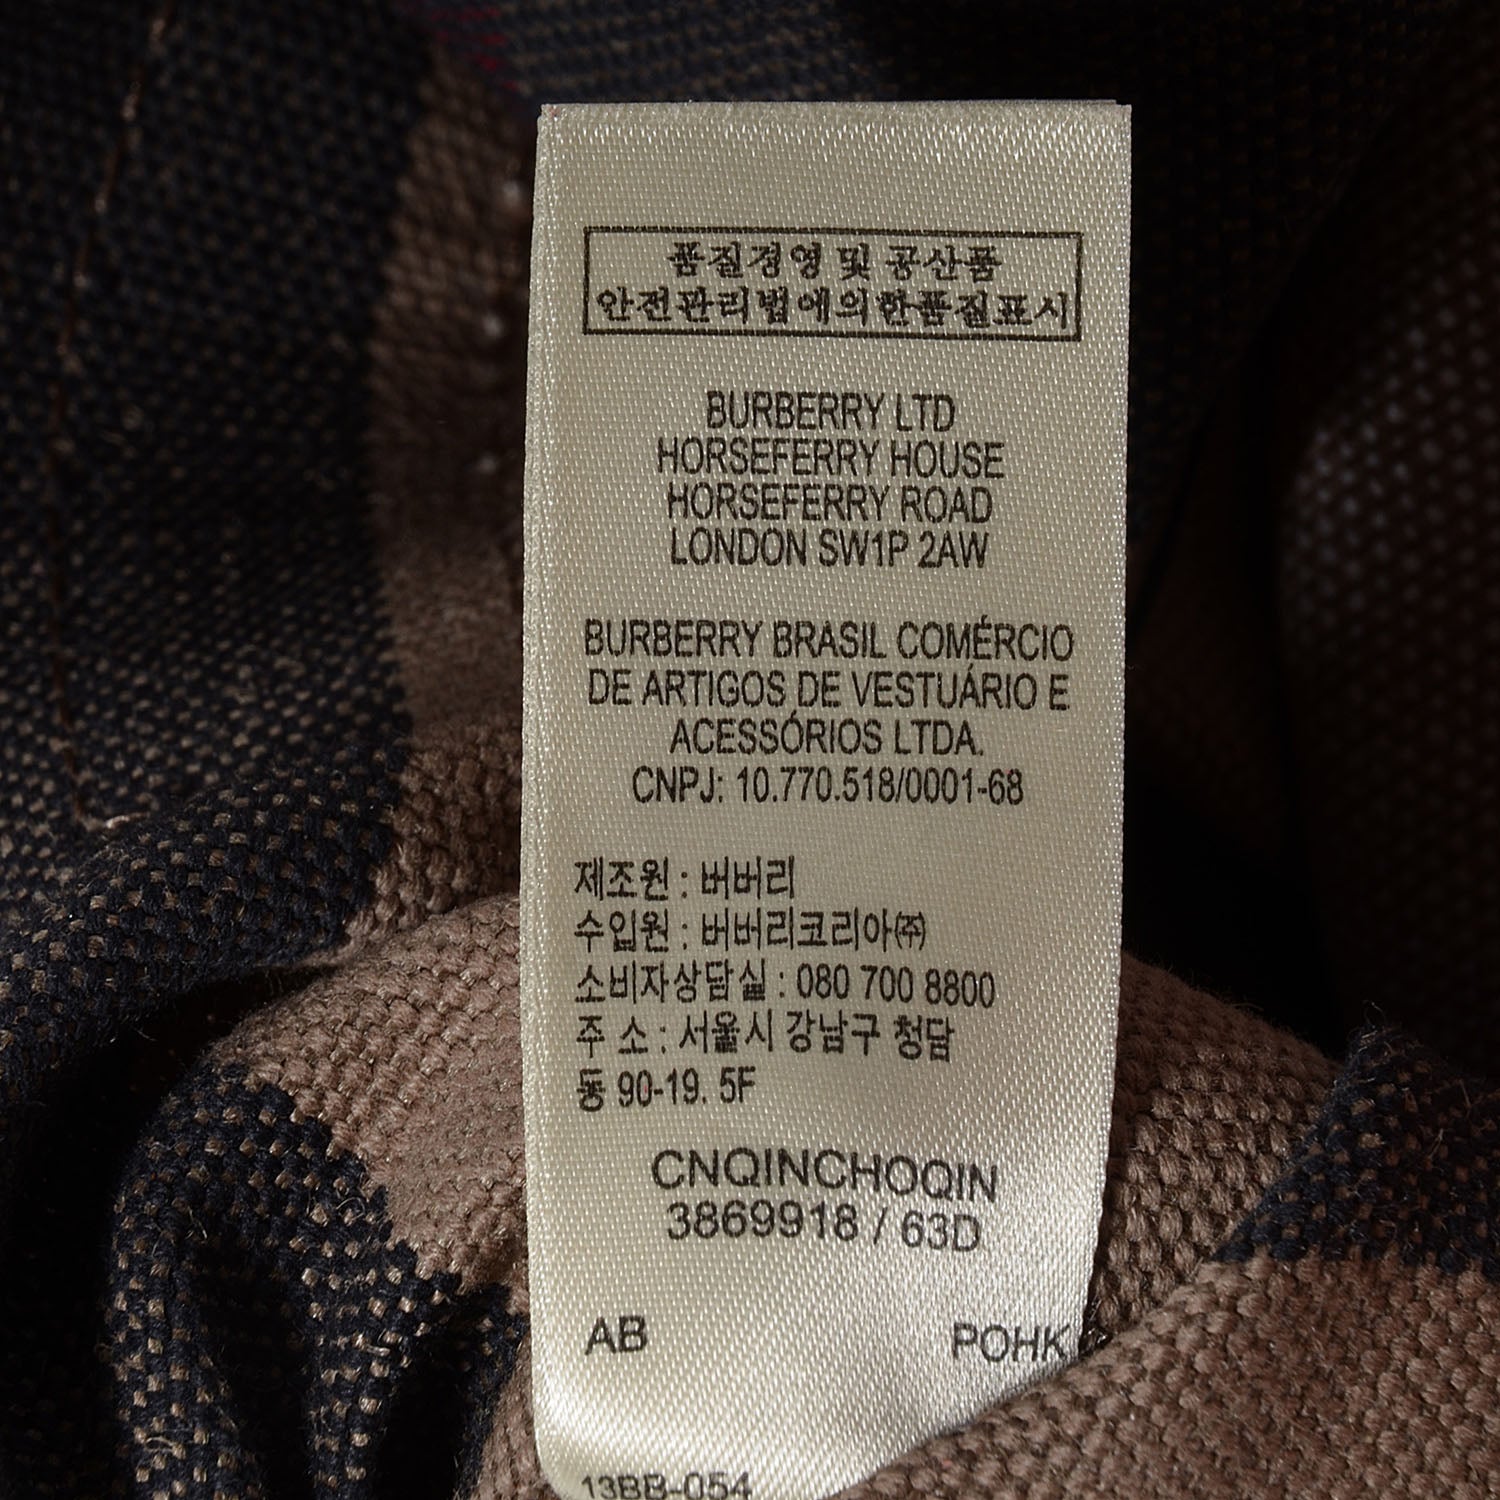 품질경영 및 공산품
안전관리법에의한품질표시
BURBERRY LTD
HORSEFERRY HOUSE
HORSEFERRY ROAD
LONDON SW1P 2AW
BURBERRY BRASIL COMÉRCIO
DE ARTIGOS DE VESTUÁRIO E
ACESSÓRIOS LTDA.
CNPJ: 10.770.518/0001-68
제조원 : 버버리
수입원 : 버버리코리아㈜
소비자상담실 : 080 700 8800
주 소 : 서울시 강남구 청담
동 90-19. 5F
CNQINCHOQIN
3869918 / 63D
AB POHK
13BB-054